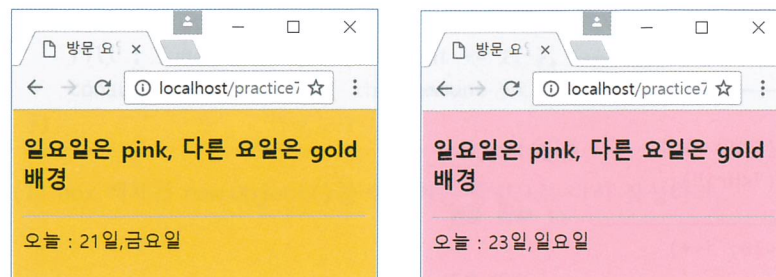 방문 요
localhost/practice7
일요일은 pink, 다른 요일은 gold
배경
오늘 : 21일,금요일
방문 요
localhost/practice7
일요일은 pink, 다른 요일은 gold
배경
오늘 : 23일,일요일